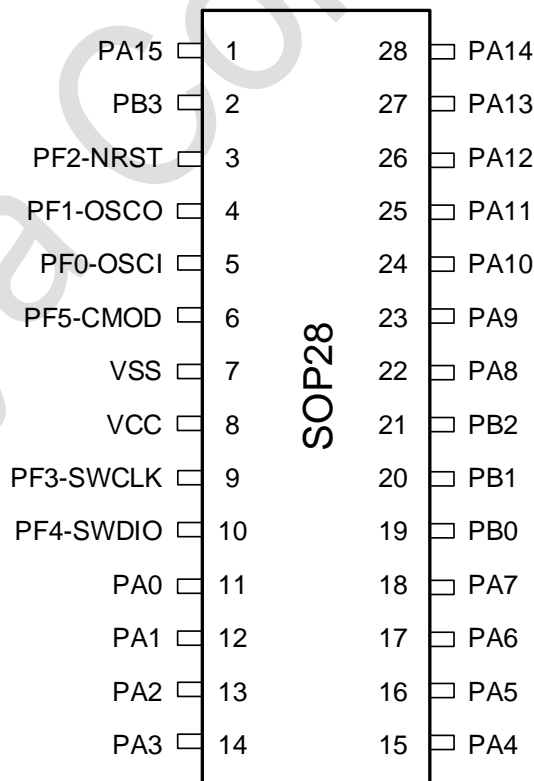 PA15 1 28 PA14
PB3 2 27 PA13
PF2-NRST 3 26 PA12
PF1-OSCO 4 25 PA11
PF0-OSCI 5 24 PA10
PF5-CMOD 6 23 PA9
VSS 7 22 PA8
VCC 8 21 PB2
PF3-SWCLK 9 20 PB1
PF4-SWDIO 10 19 PB0
PA0 11 18 PA7
PA1 12 17 PA6
PA2 13 16 PA5
PA3 14 15 PA4
SOP28